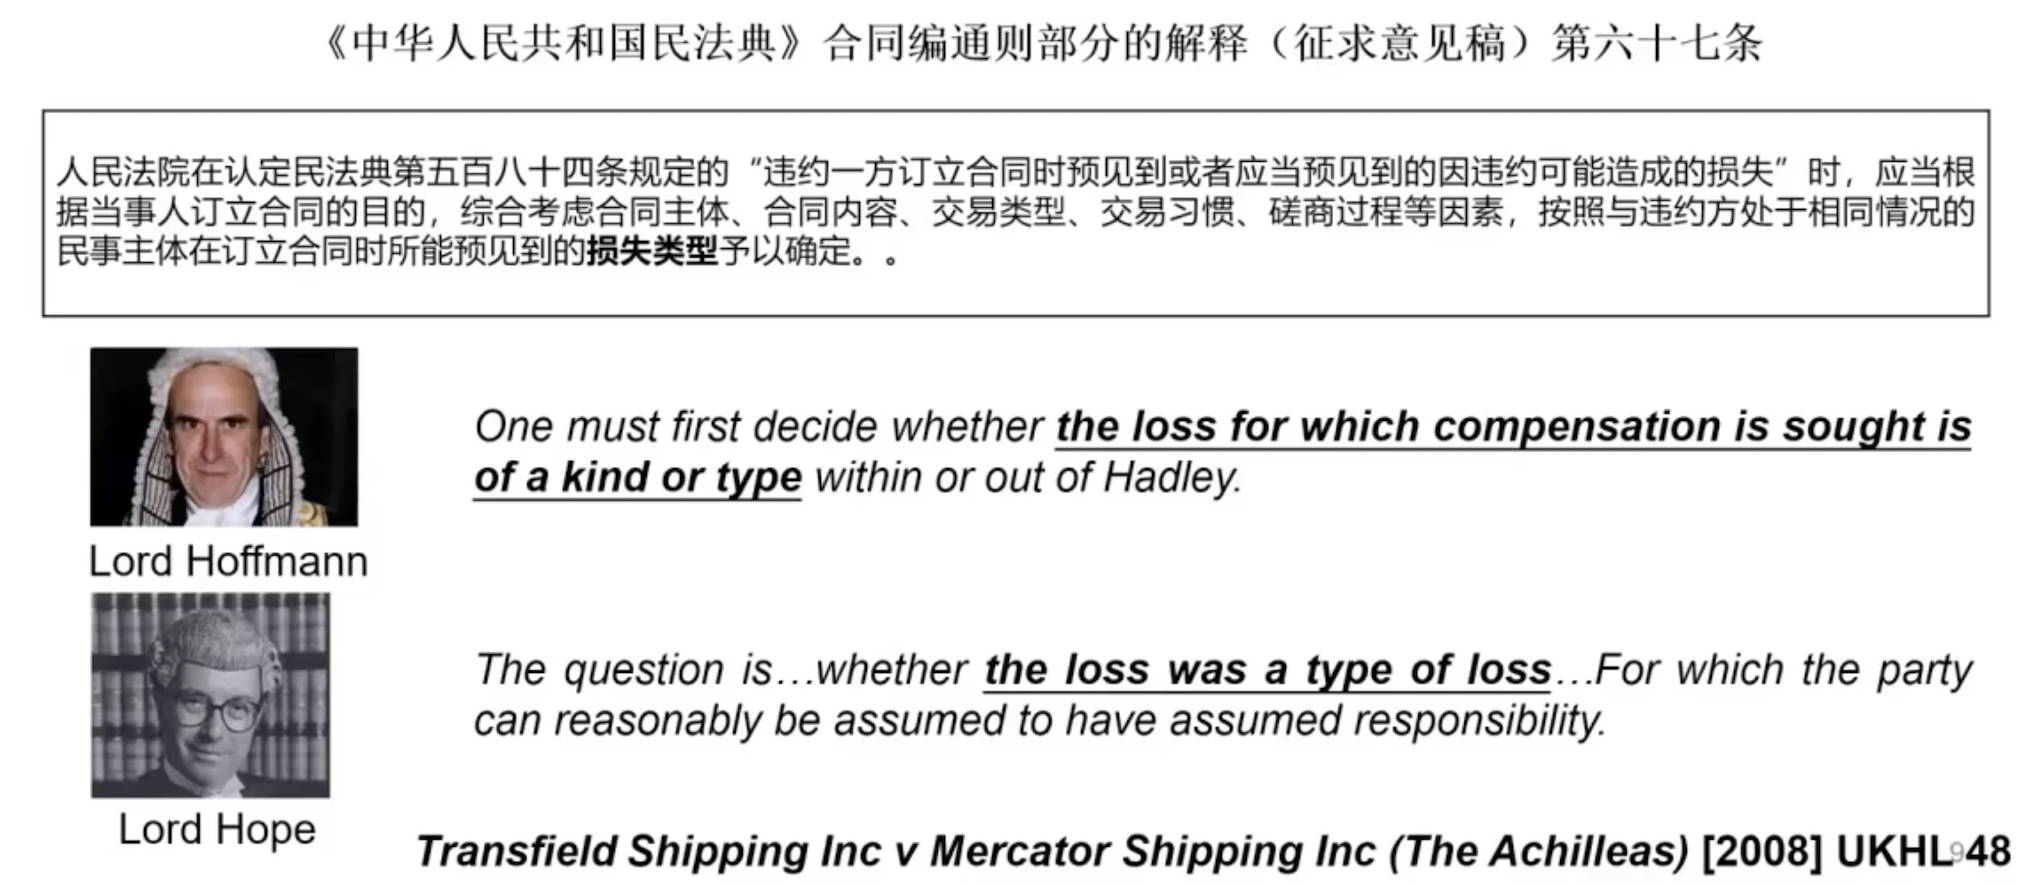 《中华人民共和国民法典》合同编通则部分的解释（征求意见稿）第六十七条
人民法院在认定民法典第五百八十四条规定的“违约一方订立合同时预见到或者应当预见到的因违约可能造成的损失”时，应当根
据当事人订立合同的目的，综合考虑合同主体、合同内容、交易类型、交易习惯、磋商过程等因素，按照与违约方处于相同情况的
民事主体在订立合同时所能预见到的损失类型予以确定。。
One must first decide whether the loss for which compensation is sought is
of a kind or type within or out of Hadley.
Lord Hoffmann
The question is…whether the loss was a type of loss…For which the party
can reasonably be assumed to have assumed responsibility.
Lord Hope
Transfield Shipping Inc v Mercator Shipping Inc (The Achilleas) [2008] UKHL 48
9